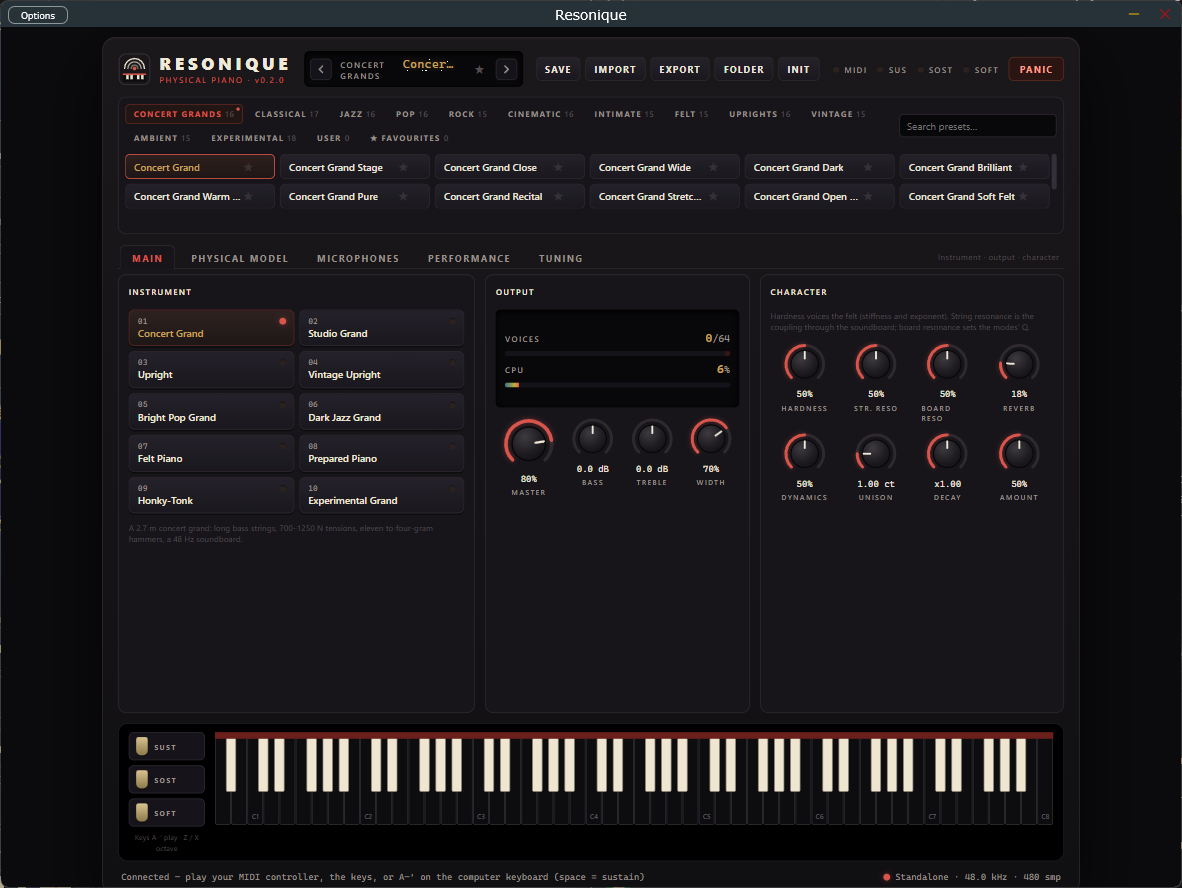 Options
Resonique
RESONIQUE
PHYSICAL PIANO · v0.2.0
CONCERT GRANDS
Concer…
SAVE
IMPORT
EXPORT
FOLDER
INIT
MIDI
SUS
SOST
SOFT
PANIC
CONCERT GRANDS 16
CLASSICAL 17
JAZZ 16
POP 16
ROCK 15
CINEMATIC 16
INTIMATE 15
FELT 15
UPRIGHTS 16
VINTAGE 15
AMBIENT 15
EXPERIMENTAL 18
USER 0
★ FAVOURITES 0
Search presets...
Concert Grand
Concert Grand Stage
Concert Grand Close
Concert Grand Wide
Concert Grand Dark
Concert Grand Brilliant
Concert Grand Warm ...
Concert Grand Pure
Concert Grand Recital
Concert Grand Stretc...
Concert Grand Open ...
Concert Grand Soft Felt
MAIN
PHYSICAL MODEL
MICROPHONES
PERFORMANCE
TUNING
Instrument · output · character
INSTRUMENT
01
Concert Grand
02
Studio Grand
03
Upright
04
Vintage Upright
05
Bright Pop Grand
06
Dark Jazz Grand
07
Felt Piano
08
Prepared Piano
09
Honky-Tonk
10
Experimental Grand
A 2.7 m concert grand: long bass strings, 700–1250 N tensions, eleven to four-gram
hammers, a 48 Hz soundboard.
OUTPUT
VOICES
0/64
CPU
6%
80%
MASTER
0.0 dB
BASS
0.0 dB
TREBLE
70%
WIDTH
CHARACTER
Hardness voices the felt (stiffness and exponent). String resonance is the
coupling through the soundboard; board resonance sets the modes' Q.
50%
HARDNESS
50%
STR. RESO
50%
BOARD
RESO
18%
REVERB
50%
DYNAMICS
1.00 ct
UNISON
x1.00
DECAY
50%
AMOUNT
SUST
SOST
SOFT
Keys A–' play · Z / X
octave
C1
C2
C3
C4
C5
C6
C7
C8
Connected — play your MIDI controller, the keys, or A–' on the computer keyboard (space = sustain)
Standalone · 48.0 kHz · 480 smp